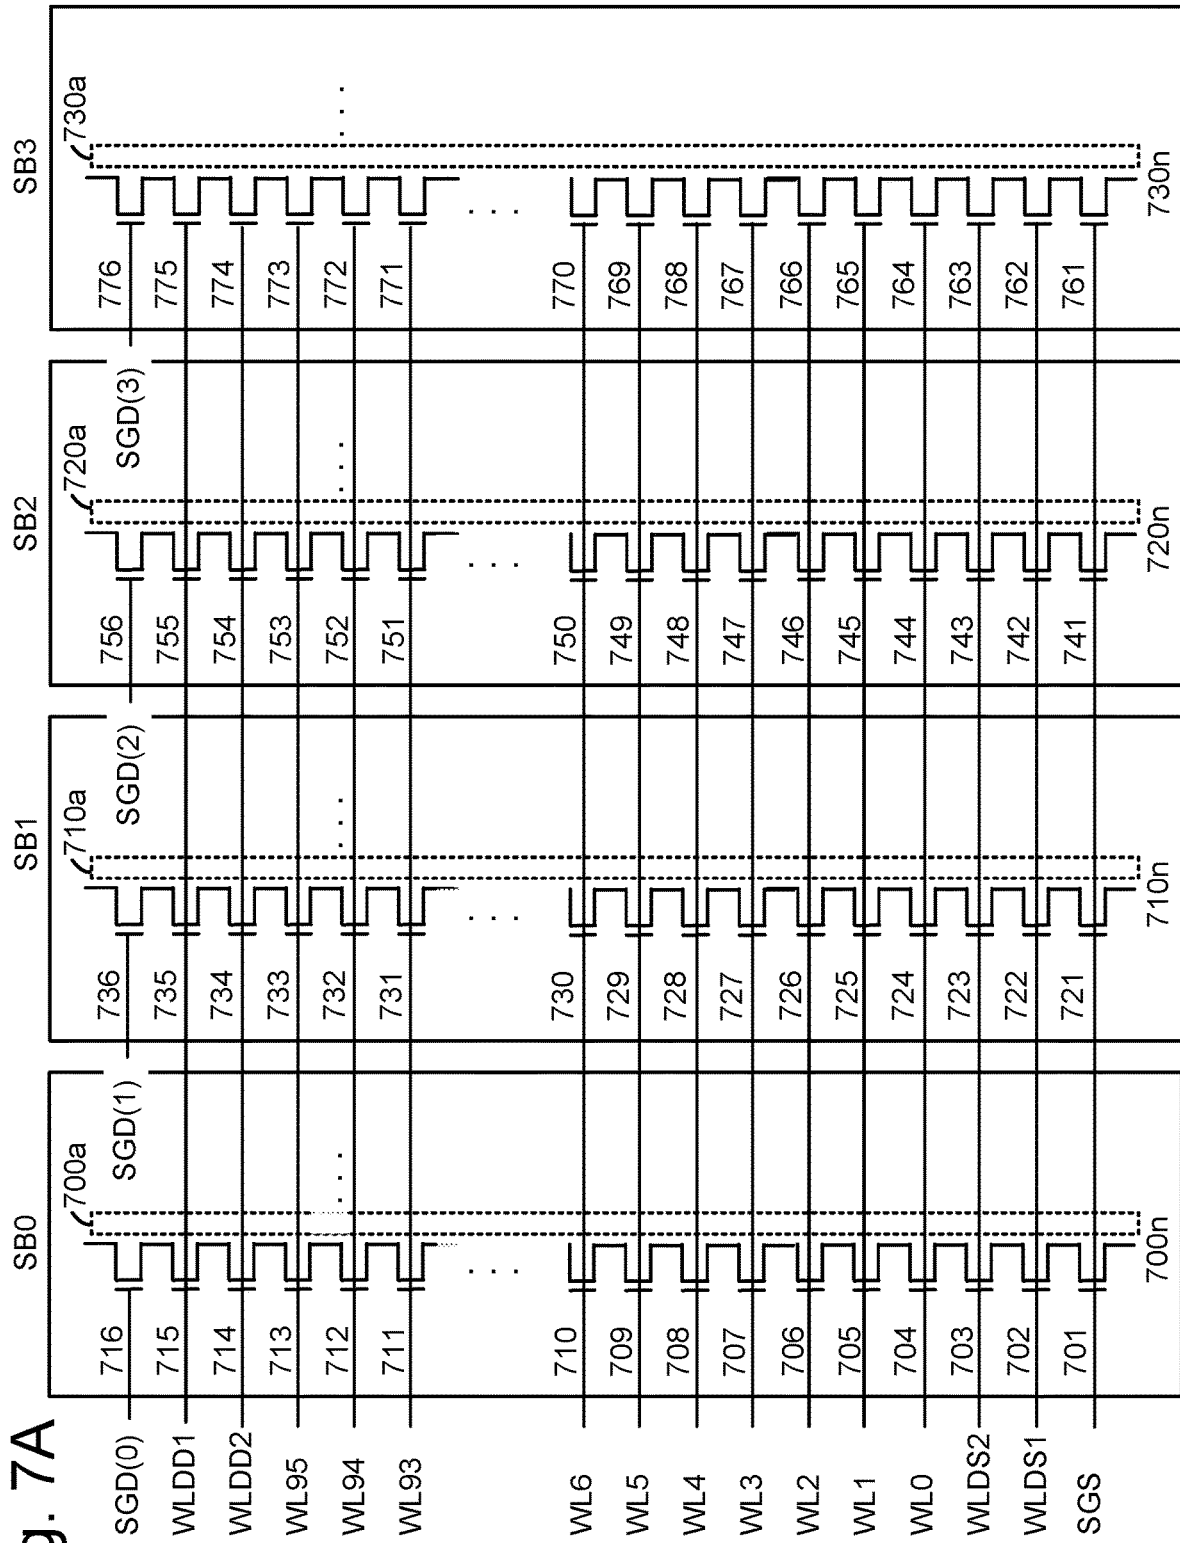 g. 7A
SB0 SB1 SB2 SB3
700a 710a 720a 730a
SGD(0) 716 SGD(1) 736 SGD(2) 756 SGD(3) 776
WLDD1 715 735 755 775
WLDD2 714 734 754 774
WL95 713 733 753 773
WL94 712 732 752 772
WL93 711 731 751 771
WL6 710 730 750 770
WL5 709 729 749 769
WL4 708 728 748 768
WL3 707 727 747 767
WL2 706 726 746 766
WL1 705 725 745 765
WL0 704 724 744 764
WLDS2 703 723 743 763
WLDS1 702 722 742 762
SGS 701 721 741 761
700n 710n 720n 730n